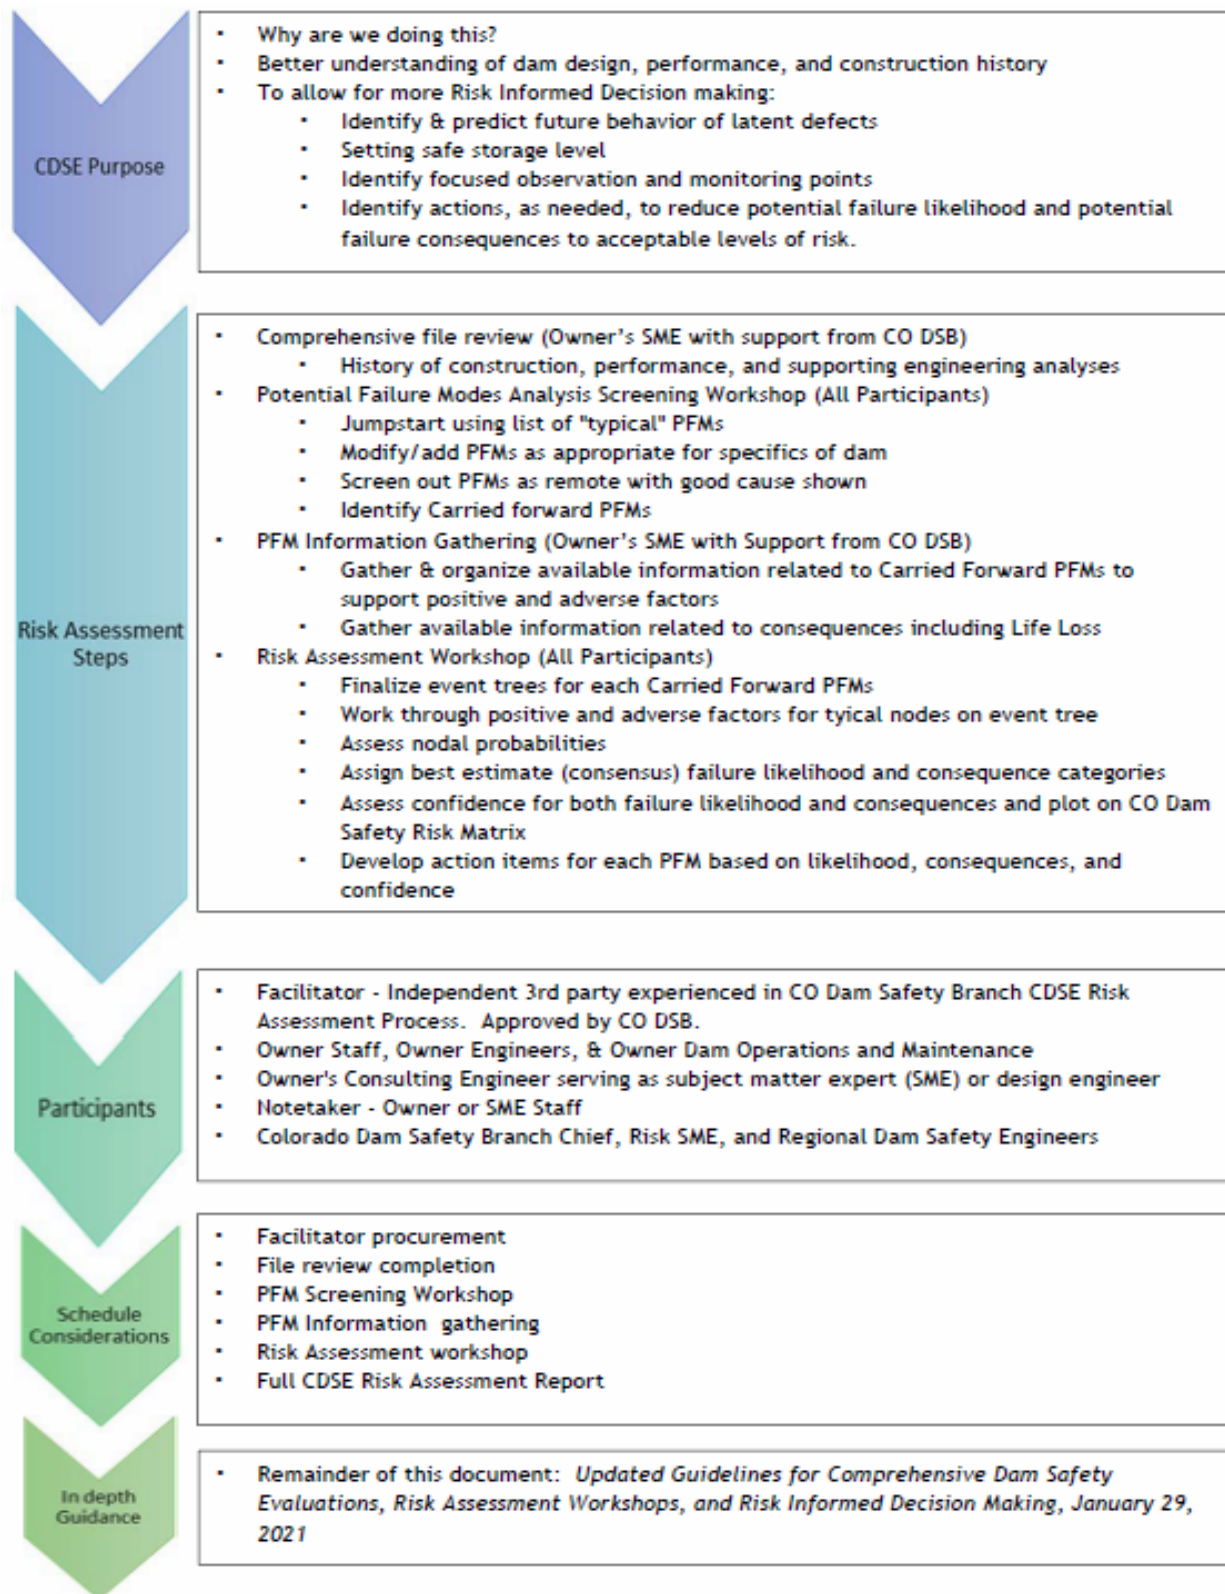 CDSE Purpose
▪ Why are we doing this?
▪ Better understanding of dam design, performance, and construction history
▪ To allow for more Risk Informed Decision making:
▪ Identify & predict future behavior of latent defects
▪ Setting safe storage level
▪ Identify focused observation and monitoring points
▪ Identify actions, as needed, to reduce potential failure likelihood and potential
failure consequences to acceptable levels of risk.
Risk Assessment
Steps
▪ Comprehensive file review (Owner's SME with support from CO DSB)
▪ History of construction, performance, and supporting engineering analyses
▪ Potential Failure Modes Analysis Screening Workshop (All Participants)
▪ Jumpstart using list of "typical" PFMs
▪ Modify/add PFMs as appropriate for specifics of dam
▪ Screen out PFMs as remote with good cause shown
▪ Identify Carried forward PFMs
▪ PFM Information Gathering (Owner's SME with Support from CO DSB)
▪ Gather & organize available information related to Carried Forward PFMs to
support positive and adverse factors
▪ Gather available information related to consequences including Life Loss
▪ Risk Assessment Workshop (All Participants)
▪ Finalize event trees for each Carried Forward PFMs
▪ Work through positive and adverse factors for tyical nodes on event tree
▪ Assess nodal probabilities
▪ Assign best estimate (consensus) failure likelihood and consequence categories
▪ Assess confidence for both failure likelihood and consequences and plot on CO Dam
Safety Risk Matrix
▪ Develop action items for each PFM based on likelihood, consequences, and
confidence
Participants
▪ Facilitator - Independent 3rd party experienced in CO Dam Safety Branch CDSE Risk
Assessment Process.  Approved by CO DSB.
▪ Owner Staff, Owner Engineers, & Owner Dam Operations and Maintenance
▪ Owner's Consulting Engineer serving as subject matter expert (SME) or design engineer
▪ Notetaker - Owner or SME Staff
▪ Colorado Dam Safety Branch Chief, Risk SME, and Regional Dam Safety Engineers
Schedule
Considerations
▪ Facilitator procurement
▪ File review completion
▪ PFM Screening Workshop
▪ PFM Information  gathering
▪ Risk Assessment workshop
▪ Full CDSE Risk Assessment Report
In depth
Guidance
▪ Remainder of this document:  Updated Guidelines for Comprehensive Dam Safety
Evaluations, Risk Assessment Workshops, and Risk Informed Decision Making, January 29,
2021